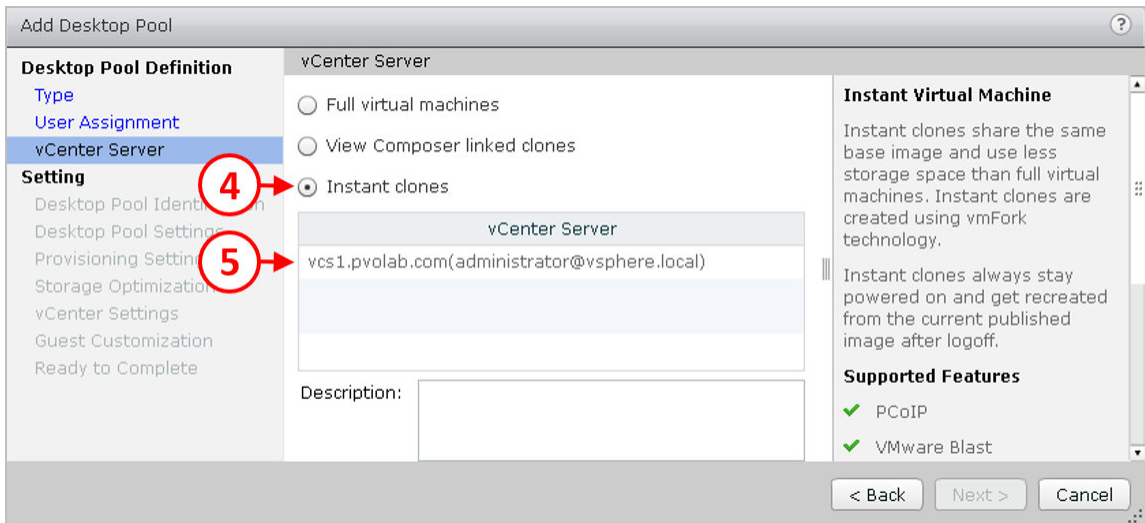 Add Desktop Pool
?
Desktop Pool Definition
Type
User Assignment
vCenter Server
Setting
Desktop Pool Identification
Desktop Pool Settings
Provisioning Settings
Storage Optimization
vCenter Settings
Guest Customization
Ready to Complete
vCenter Server
Full virtual machines
View Composer linked clones
4
Instant clones
vCenter Server
5
vcs1.pvolab.com(administrator@vsphere.local)
Description:
Instant Virtual Machine
Instant clones share the same
base image and use less
storage space than full virtual
machines. Instant clones are
created using vmFork
technology.
Instant clones always stay
powered on and get recreated
from the current published
image after logoff.
Supported Features
PCoIP
VMware Blast
< Back
Next >
Cancel